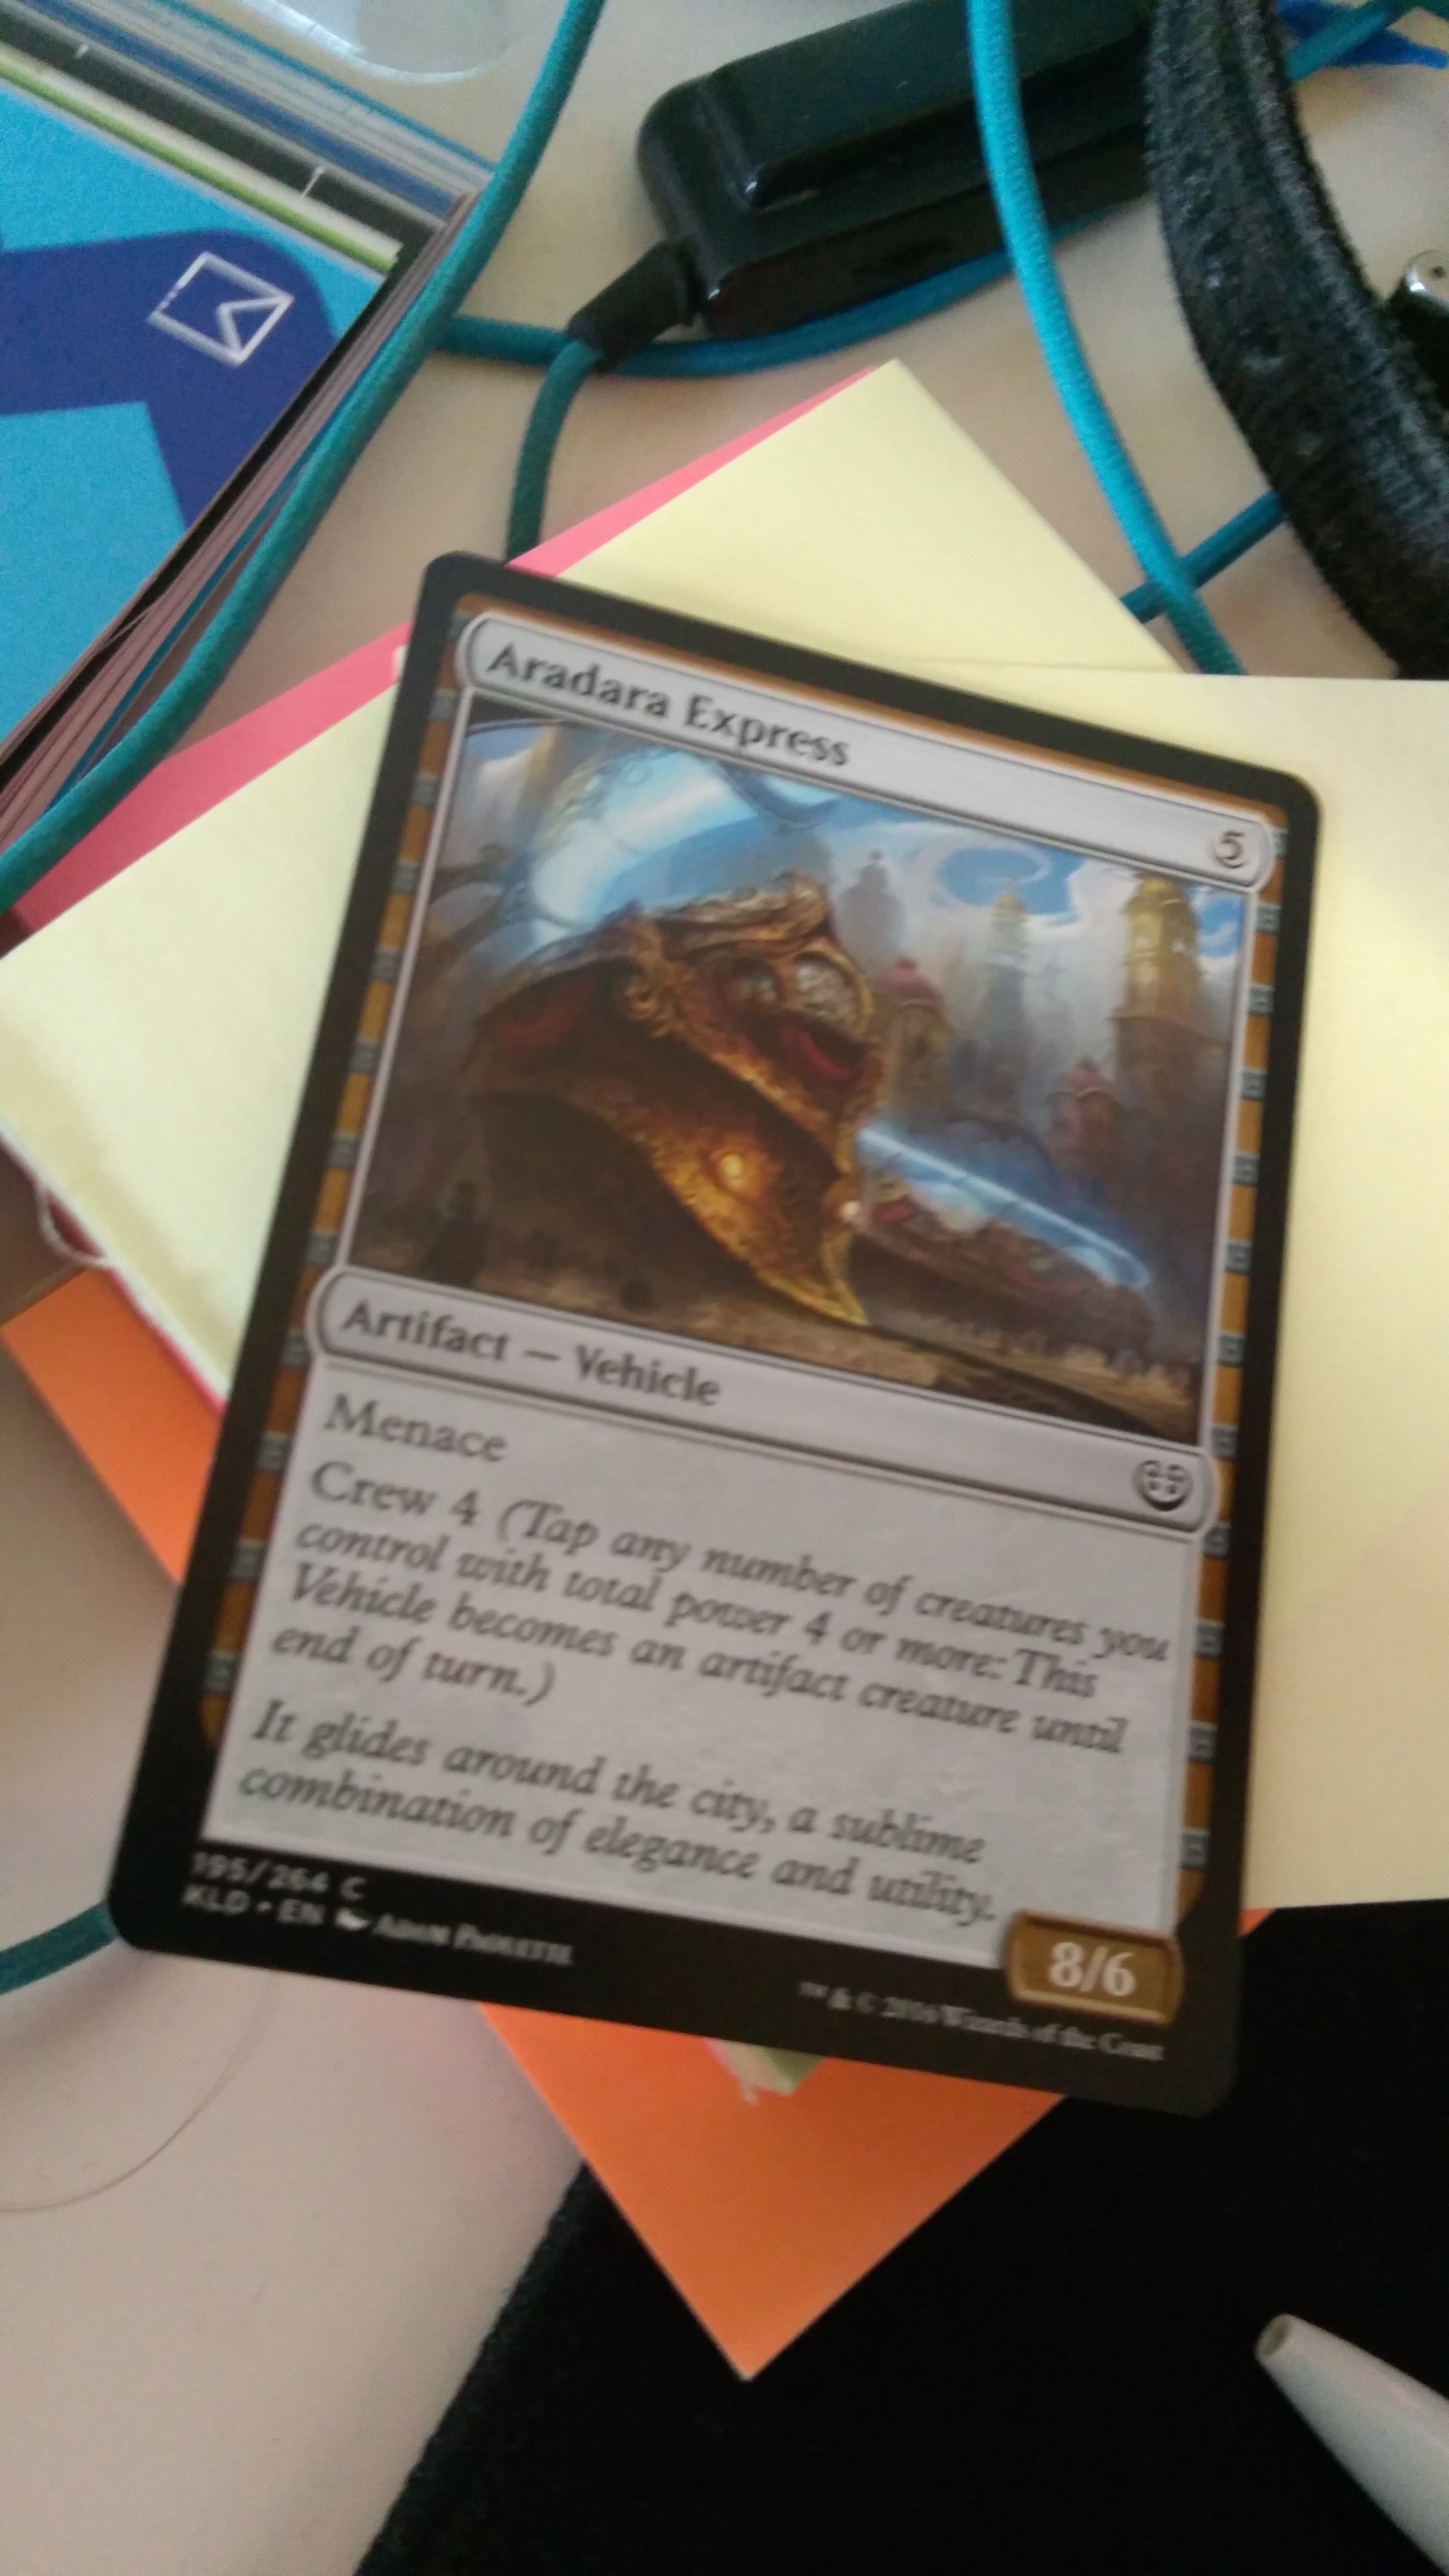 Aradara Express
5
Artifact — Vehicle
Menace
Crew 4 (Tap any number of creatures you
control with total power 4 or more: This
Vehicle becomes an artifact creature until
end of turn.)
It glides around the city, a sublime
combination of elegance and utility.
8/6
195/264 C
KLD • EN Adam Paquette
™ & © 2016 Wizards of the Coast